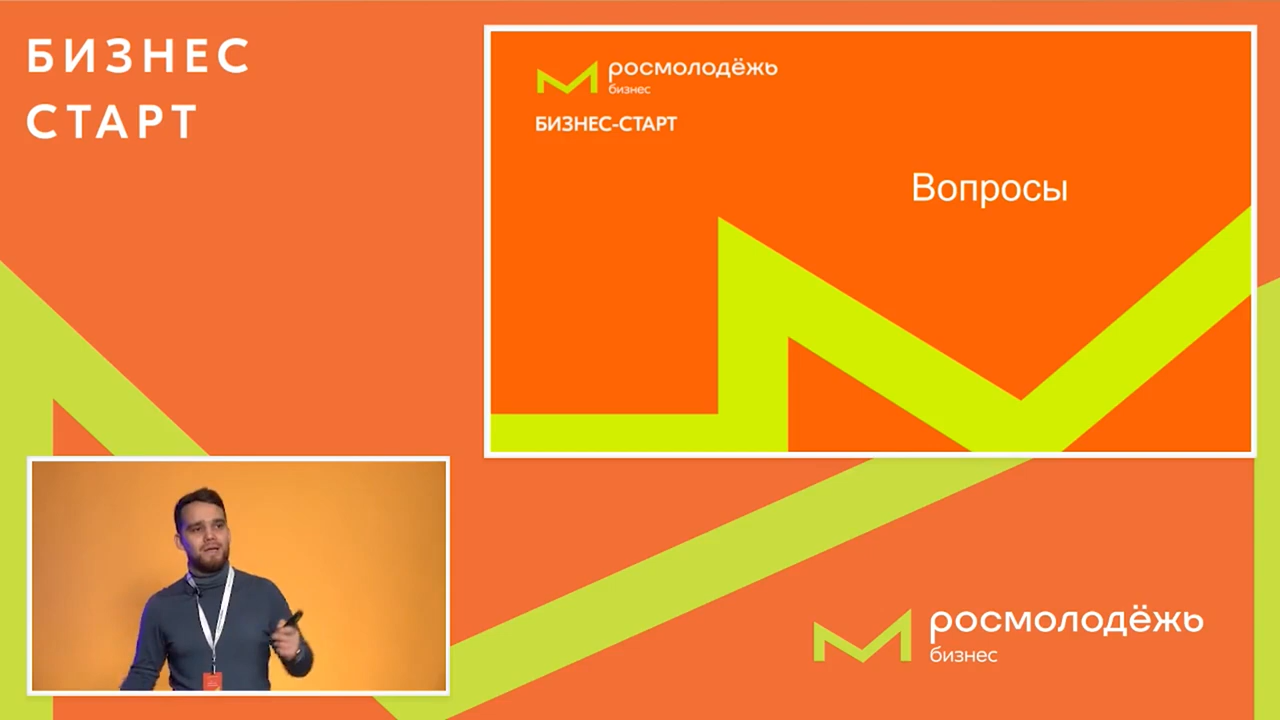 БИЗНЕС
СТАРТ
росмолодёжь
бизнес
БИЗНЕС-СТАРТ
Вопросы
росмолодёжь
бизнес